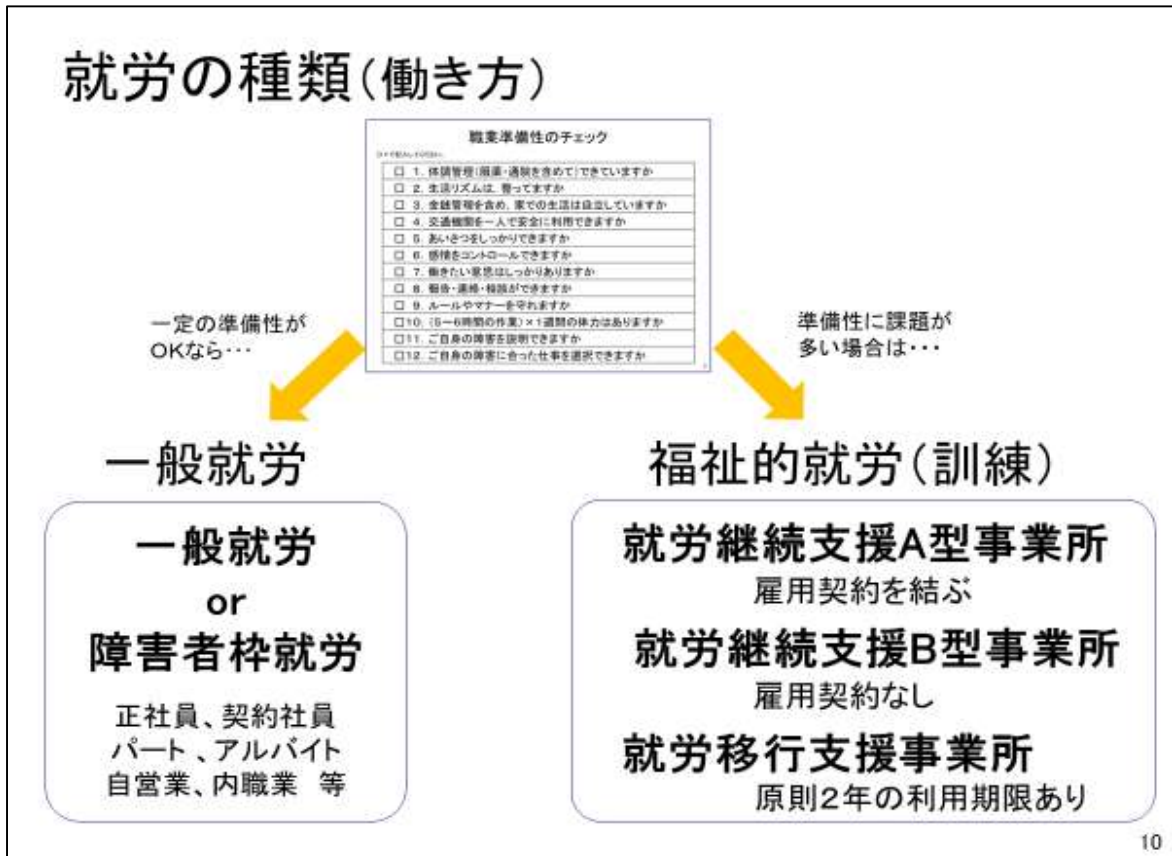 就労の種類(働き方)
職業準備性のチェック
□ 1. 体調管理(服薬・通院を含めて)できていますか
□ 2. 生活リズムは、整ってますか
□ 3. 金銭管理を含め、家での生活は自立していますか
□ 4. 交通機関を一人で安全に利用できますか
□ 5. あいさつをしっかりできますか
□ 6. 感情をコントロールできますか
□ 7. 働きたい意思はしっかりありますか
□ 8. 報告・連絡・相談ができますか
□ 9. ルールやマナーを守れますか
□10. (5~6時間の作業)×1週間の体力はありますか
□11. ご自身の障害を説明できますか
□12. ご自身の障害に合った仕事を選択できますか
一定の準備性が
OKなら・・・
準備性に課題が
多い場合は・・・
一般就労
一般就労
or
障害者枠就労
正社員、契約社員
パート、アルバイト
自営業、内職業 等
福祉的就労(訓練)
就労継続支援A型事業所
雇用契約を結ぶ
就労継続支援B型事業所
雇用契約なし
就労移行支援事業所
原則2年の利用期限あり
10